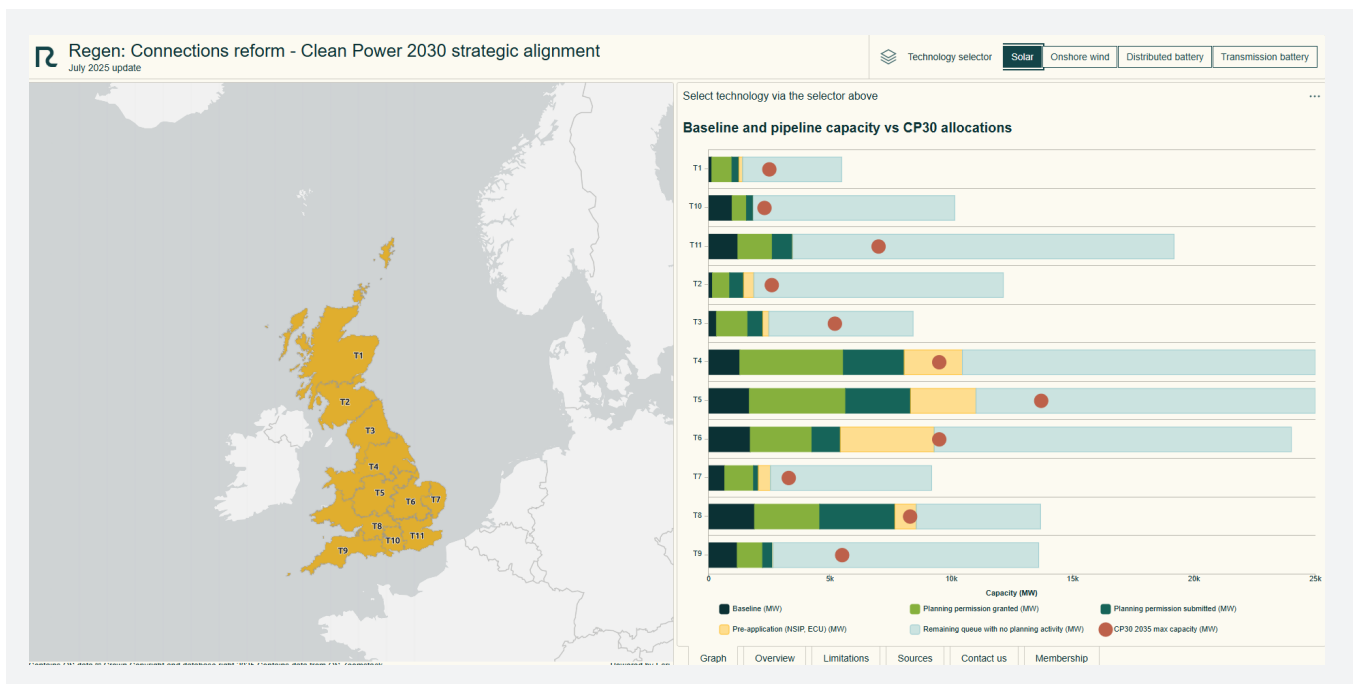 Regen: Connections reform - Clean Power 2030 strategic alignment
July 2025 update
Technology selector
Solar
Onshore wind
Distributed battery
Transmission battery
T1
T2
T3
T4
T5
T6
T7
T8
T9
T10
T11
Select technology via the selector above
...
Baseline and pipeline capacity vs CP30 allocations
T1
T10
T11
T2
T3
T4
T5
T6
T7
T8
T9
0 5k 10k 15k 20k 25k
Capacity (MW)
Baseline (MW) Planning permission granted (MW) Planning permission submitted (MW)
Pre-application (NSIP, ECU) (MW) Remaining queue with no planning activity (MW) CP30 2035 max capacity (MW)
Graph Overview Limitations Sources Contact us Membership